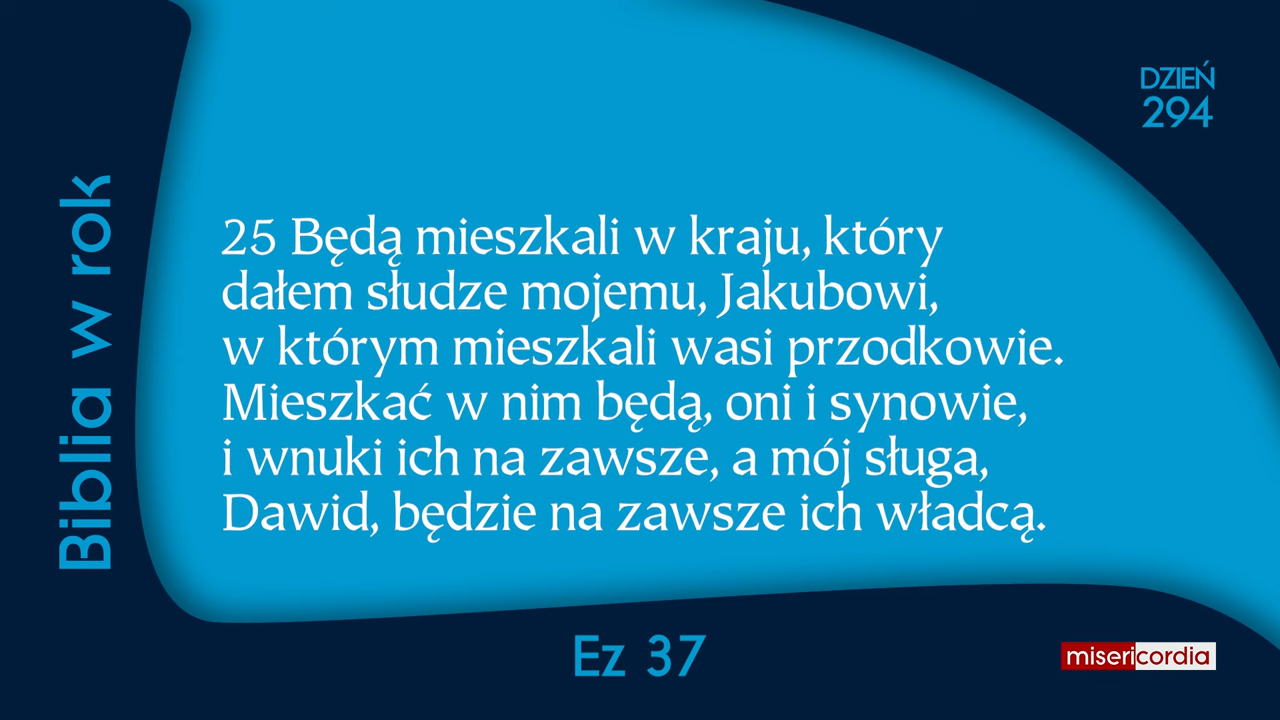 DZIEŃ
294
Biblia w rok
25 Będą mieszkali w kraju, który
dałem słudze mojemu, Jakubowi,
w którym mieszkali wasi przodkowie.
Mieszkać w nim będą, oni i synowie,
i wnuki ich na zawsze, a mój sługa,
Dawid, będzie na zawsze ich władcą.
Ez 37
misericordia